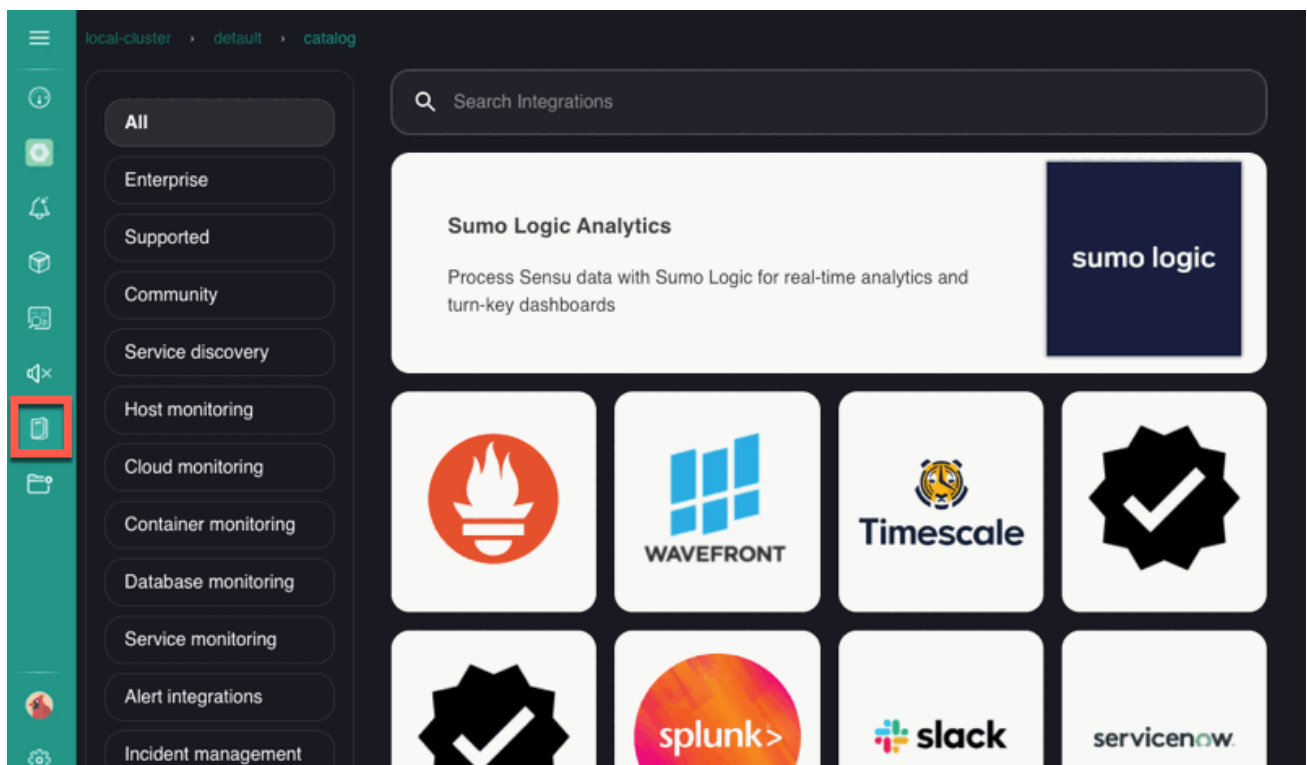 local-cluster › default › catalog
All
Enterprise
Supported
Community
Service discovery
Host monitoring
Cloud monitoring
Container monitoring
Database monitoring
Service monitoring
Alert integrations
Incident management
Search Integrations
Sumo Logic Analytics
Process Sensu data with Sumo Logic for real-time analytics and
turn-key dashboards
sumo logic
WAVEFRONT
Timescale
splunk>
slack
servicenow.